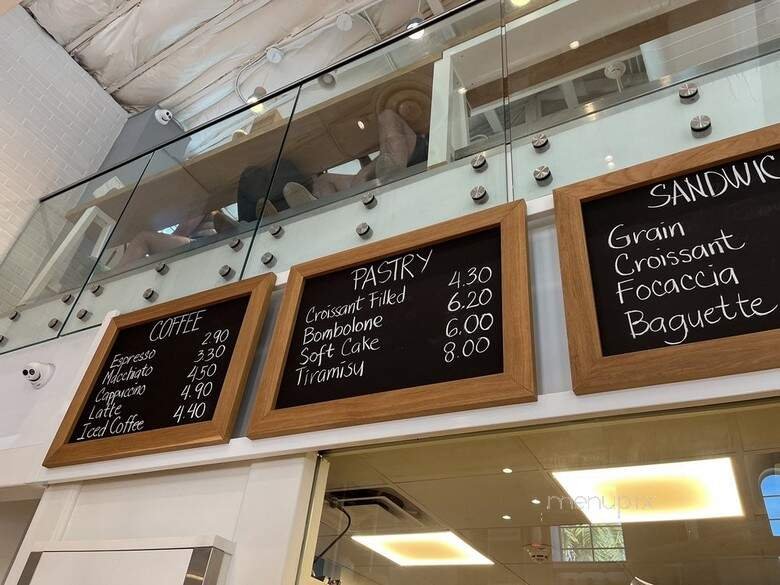 COFFEE
Espresso 2.90
Macchiato 3.30
Cappuccino 4.50
Latte 4.90
Iced Coffee 4.40
PASTRY
Croissant Filled 4.30
Bombolone 6.20
Soft Cake 6.00
Tiramisu 8.00
SANDWIC
Grain
Croissant
Focaccia
Baguette
menupix